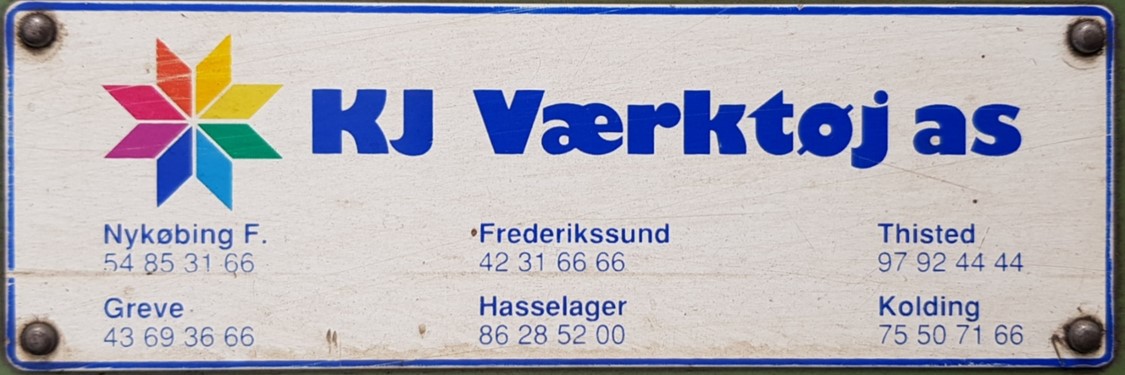 KJ Værktøj as
Nykøbing F.
54 85 31 66
Frederikssund
42 31 66 66
Thisted
97 92 44 44
Greve
43 69 36 66
Hasselager
86 28 52 00
Kolding
75 50 71 66